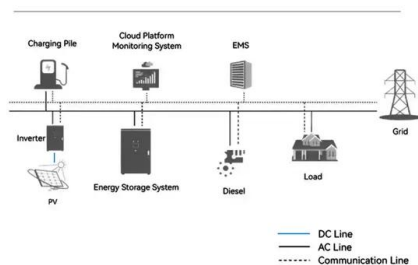 Charging Pile
Cloud Platform
Monitoring System
EMS
Grid
Inverter
PV
Energy Storage System
Diesel
Load
DC Line
AC Line
Communication Line